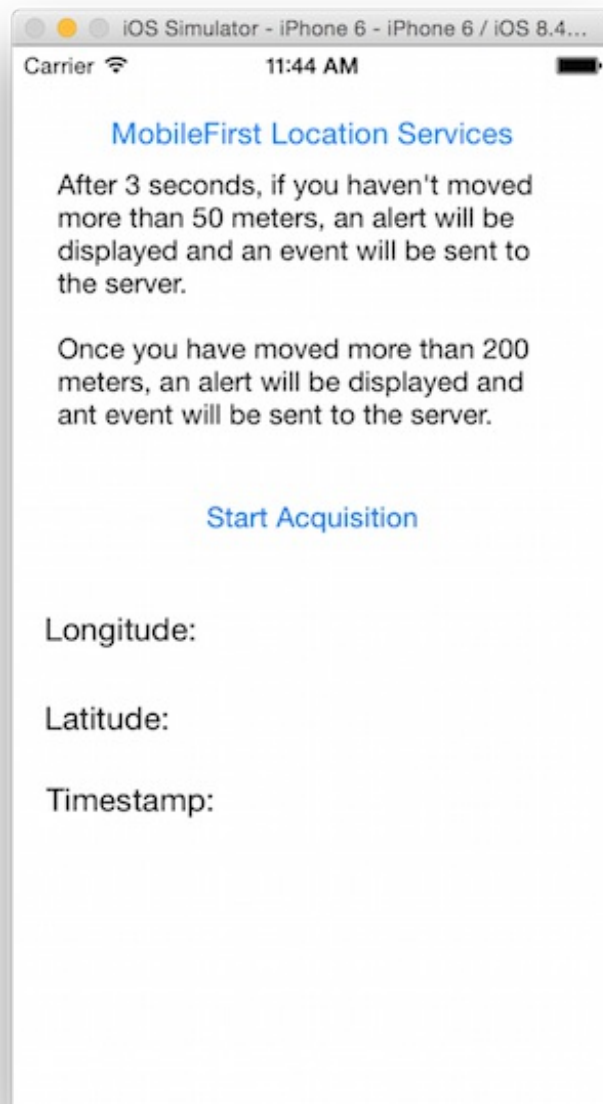 iOS Simulator - iPhone 6 - iPhone 6 / iOS 8.4...
Carrier 11:44 AM
MobileFirst Location Services
After 3 seconds, if you haven't moved
more than 50 meters, an alert will be
displayed and an event will be sent to
the server.
Once you have moved more than 200
meters, an alert will be displayed and
ant event will be sent to the server.
Start Acquisition
Longitude:
Latitude:
Timestamp: